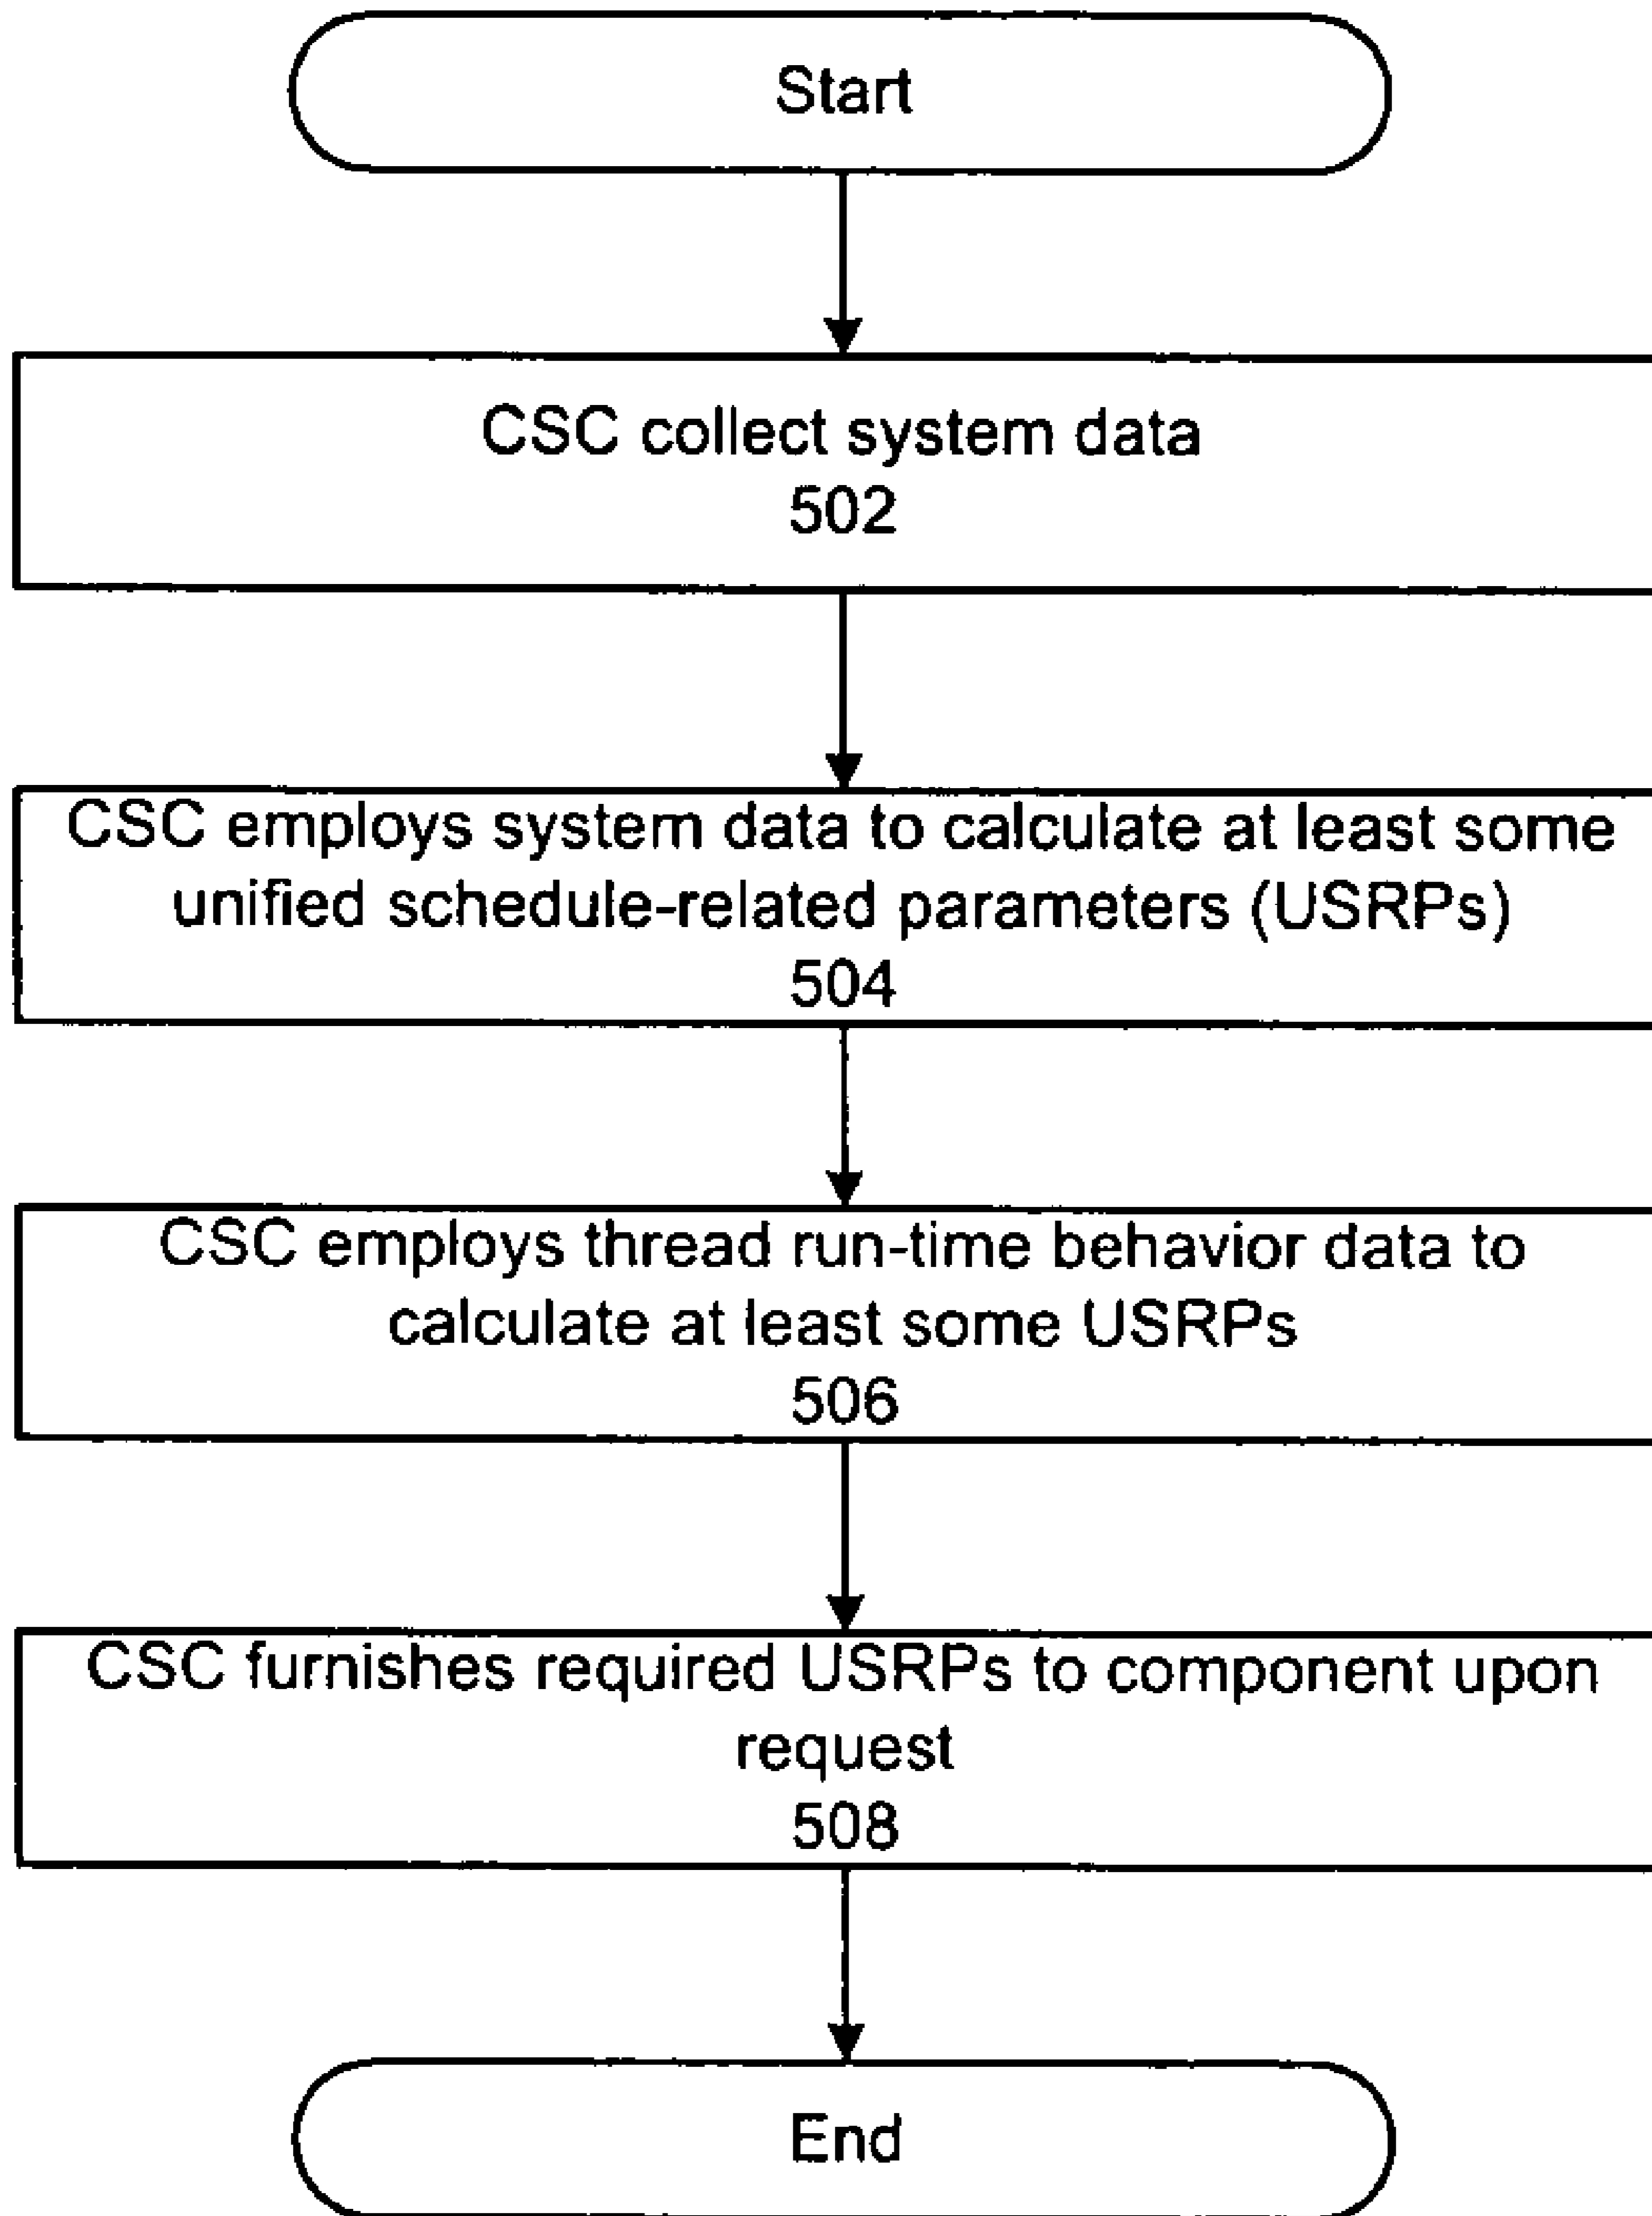 Start
CSC collect system data
502
CSC employs system data to calculate at least some
unified schedule-related parameters (USRPs)
504
CSC employs thread run-time behavior data to
calculate at least some USRPs
506
CSC furnishes required USRPs to component upon
request
508
End